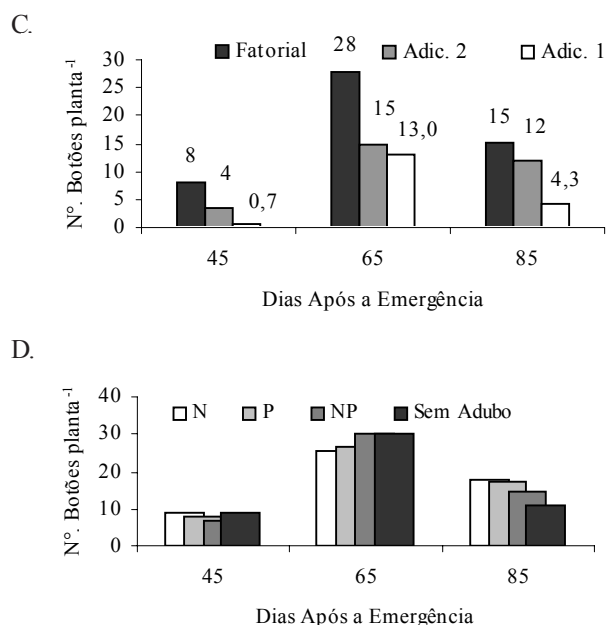 C.
N°. Botões planta⁻¹
30
25
20
15
10
5
0
Fatorial Adic. 2 Adic. 1
8 4 0,7
28 15 13,0
15 12 4,3
45 65 85
Dias Após a Emergência
D.
N°. Botões planta⁻¹
40
30
20
10
0
N P NP Sem Adubo
45 65 85
Dias Após a Emergência